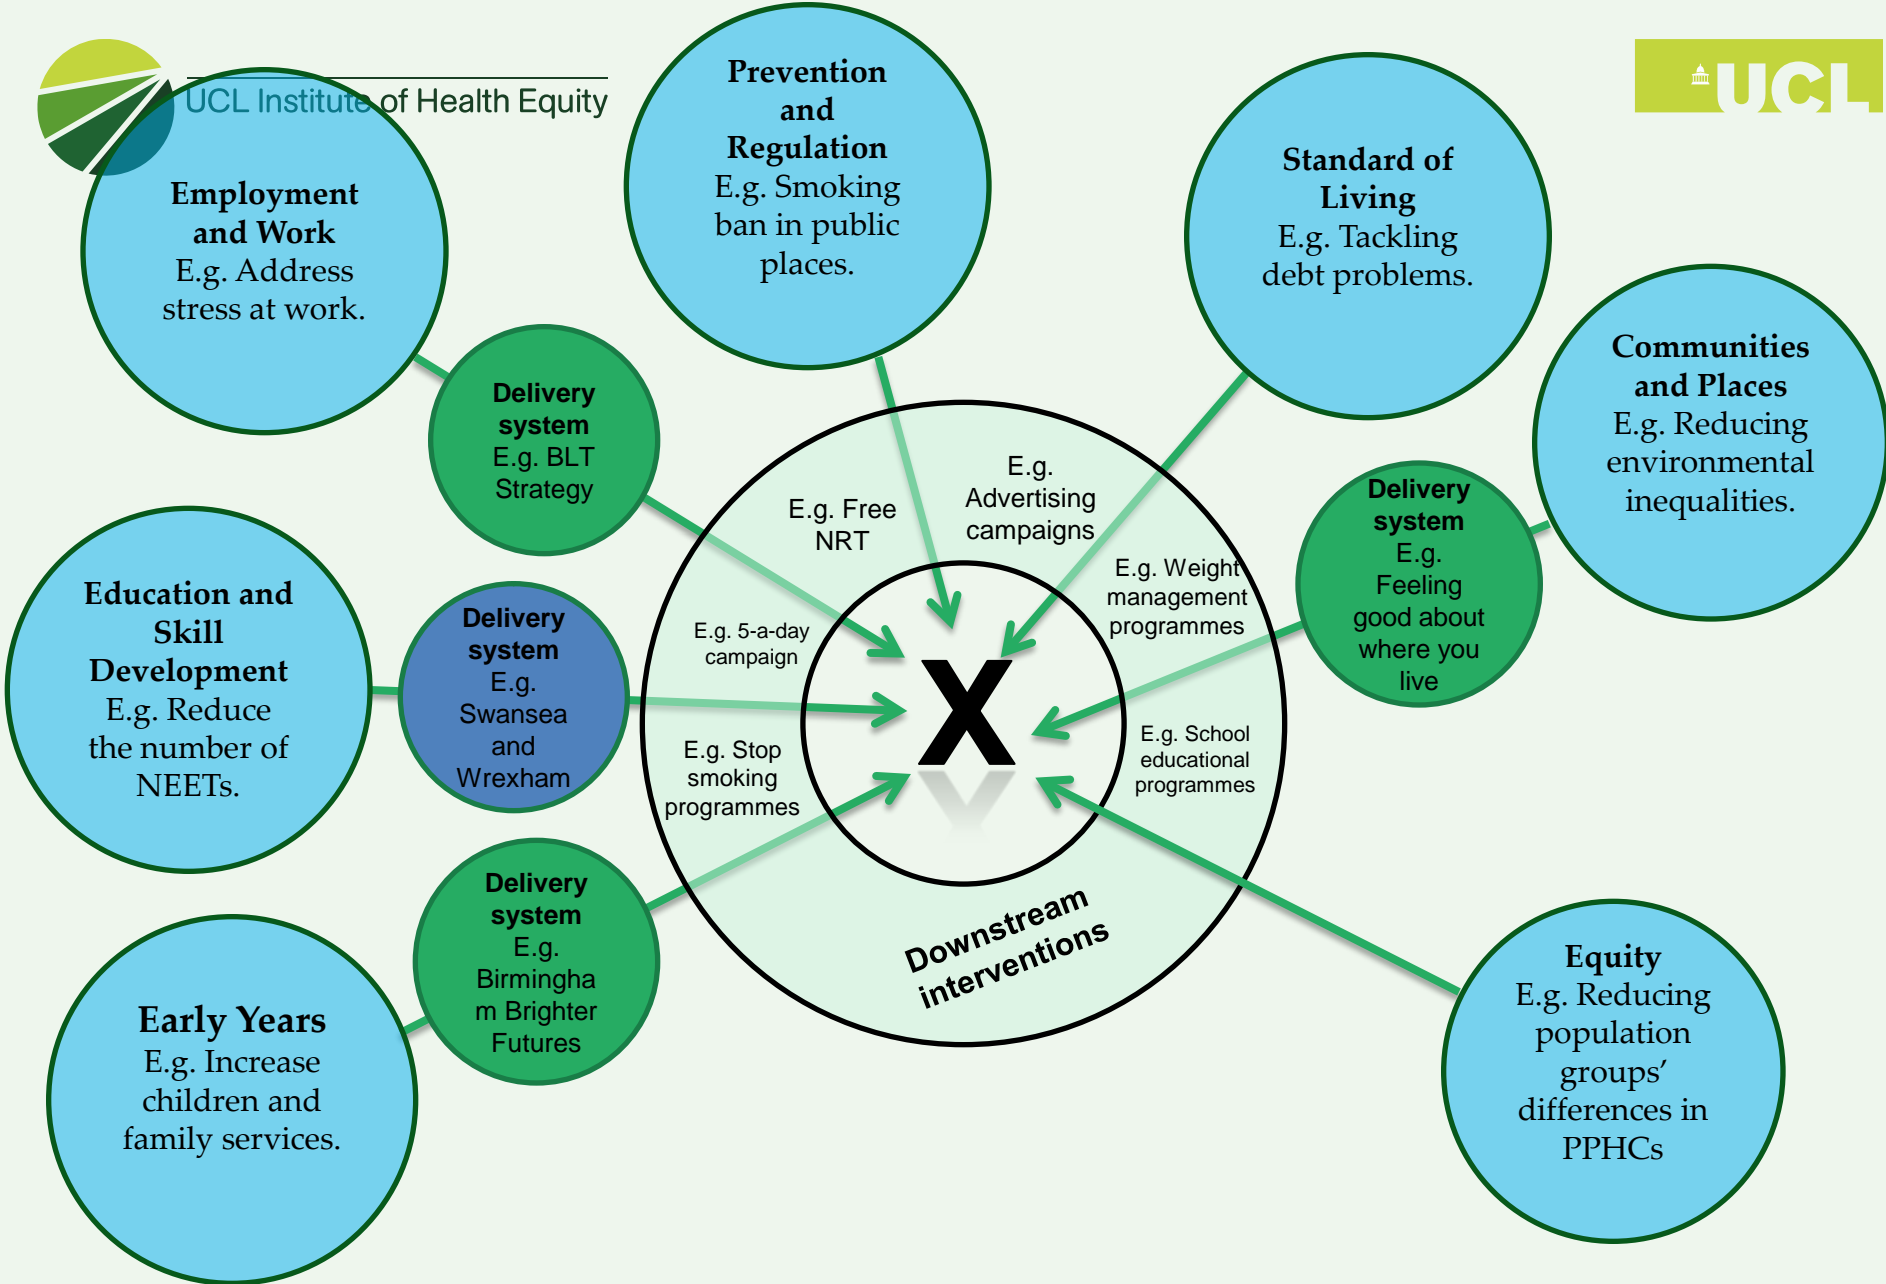 UCL Institute of Health Equity
UCL
Prevention
and
Regulation
E.g. Smoking
ban in public
places.
Standard of
Living
E.g. Tackling
debt problems.
Employment
and Work
E.g. Address
stress at work.
Communities
and Places
E.g. Reducing
environmental
inequalities.
Delivery
system
E.g. BLT
Strategy
E.g. Free
NRT
E.g.
Advertising
campaigns
E.g. Weight
management
programmes
Delivery
system
E.g.
Feeling
good about
where you
live
Education and
Skill
Development
E.g. Reduce
the number of
NEETs.
Delivery
system
E.g.
Swansea
and
Wrexham
E.g. 5-a-day
campaign
X
E.g. School
educational
programmes
E.g. Stop
smoking
programmes
Downstream
interventions
Delivery
system
E.g.
Birmingha
m Brighter
Futures
Early Years
E.g. Increase
children and
family services.
Equity
E.g. Reducing
population
groups’
differences in
PPHCs